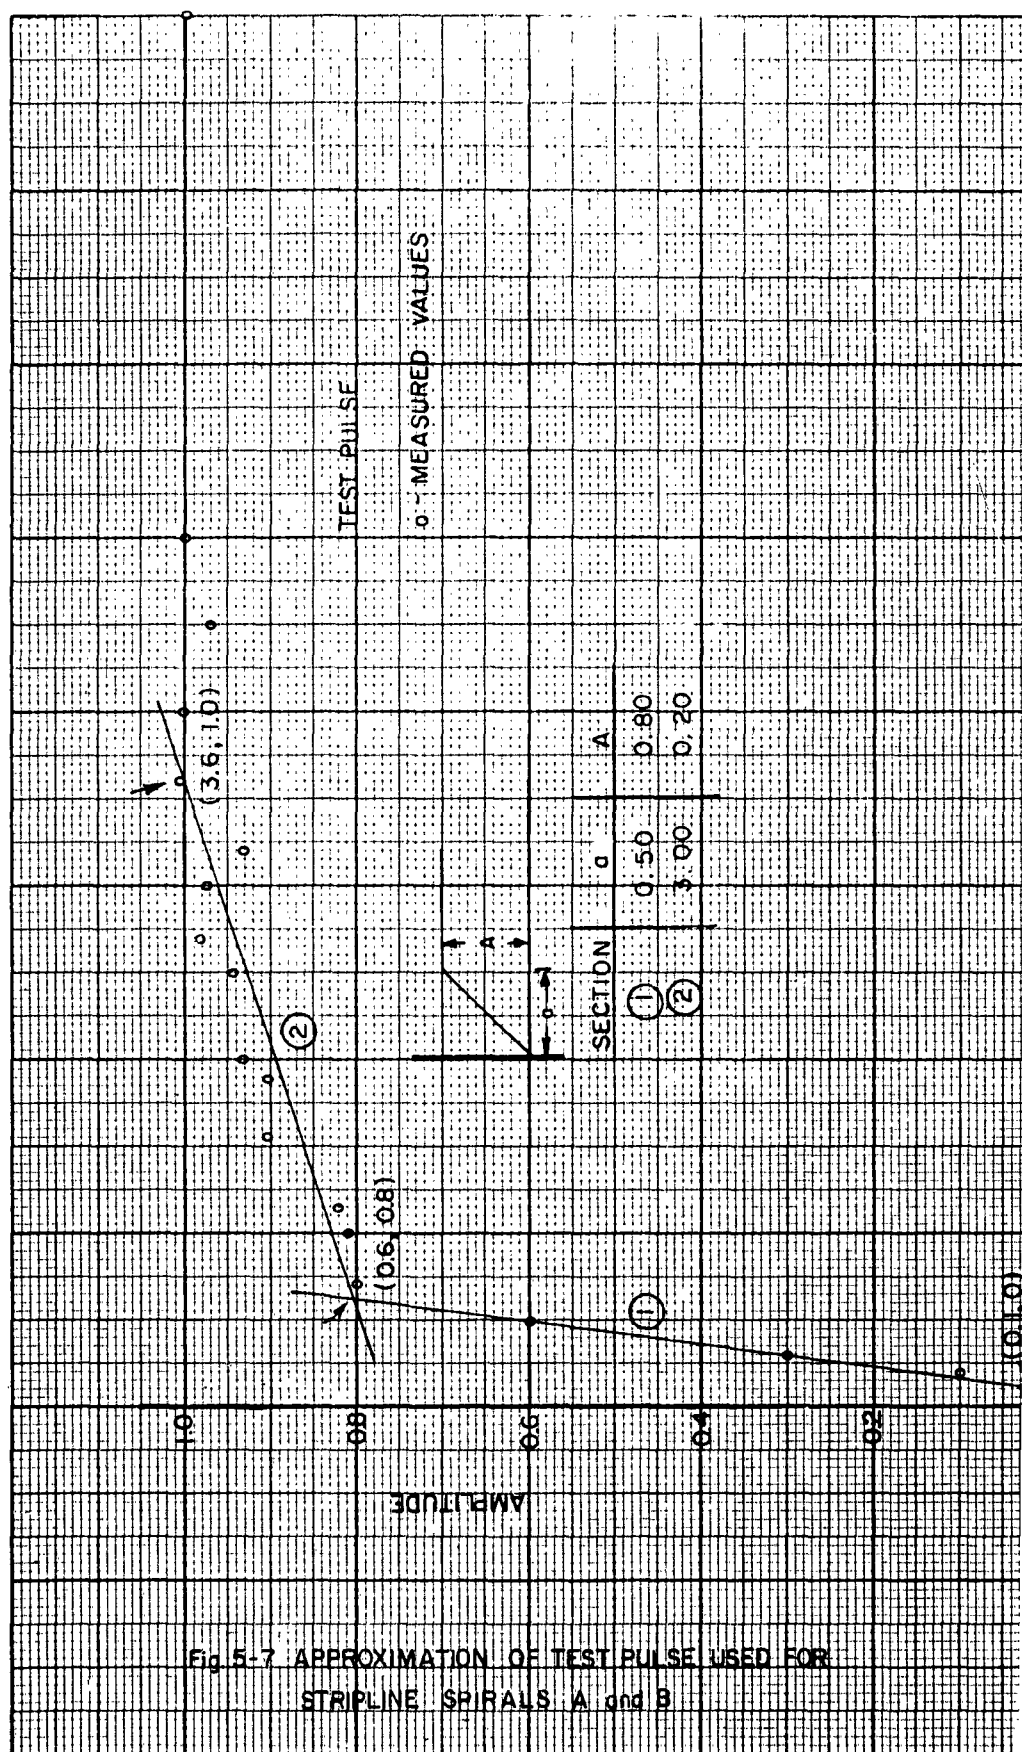 TEST PULSE
o - MEASURED VALUES
(3.6, 1.0)
②
(0.6, 0.8)
①
(0.1, 0)
A
a
SECTION a A
① 0.50 0.80
② 3.00 0.20
1.0
0.8
0.6
0.4
0.2
AMPLITUDE
Fig. 5-7 APPROXIMATION OF TEST PULSE USED FOR
STRIPLINE SPIRALS A and B